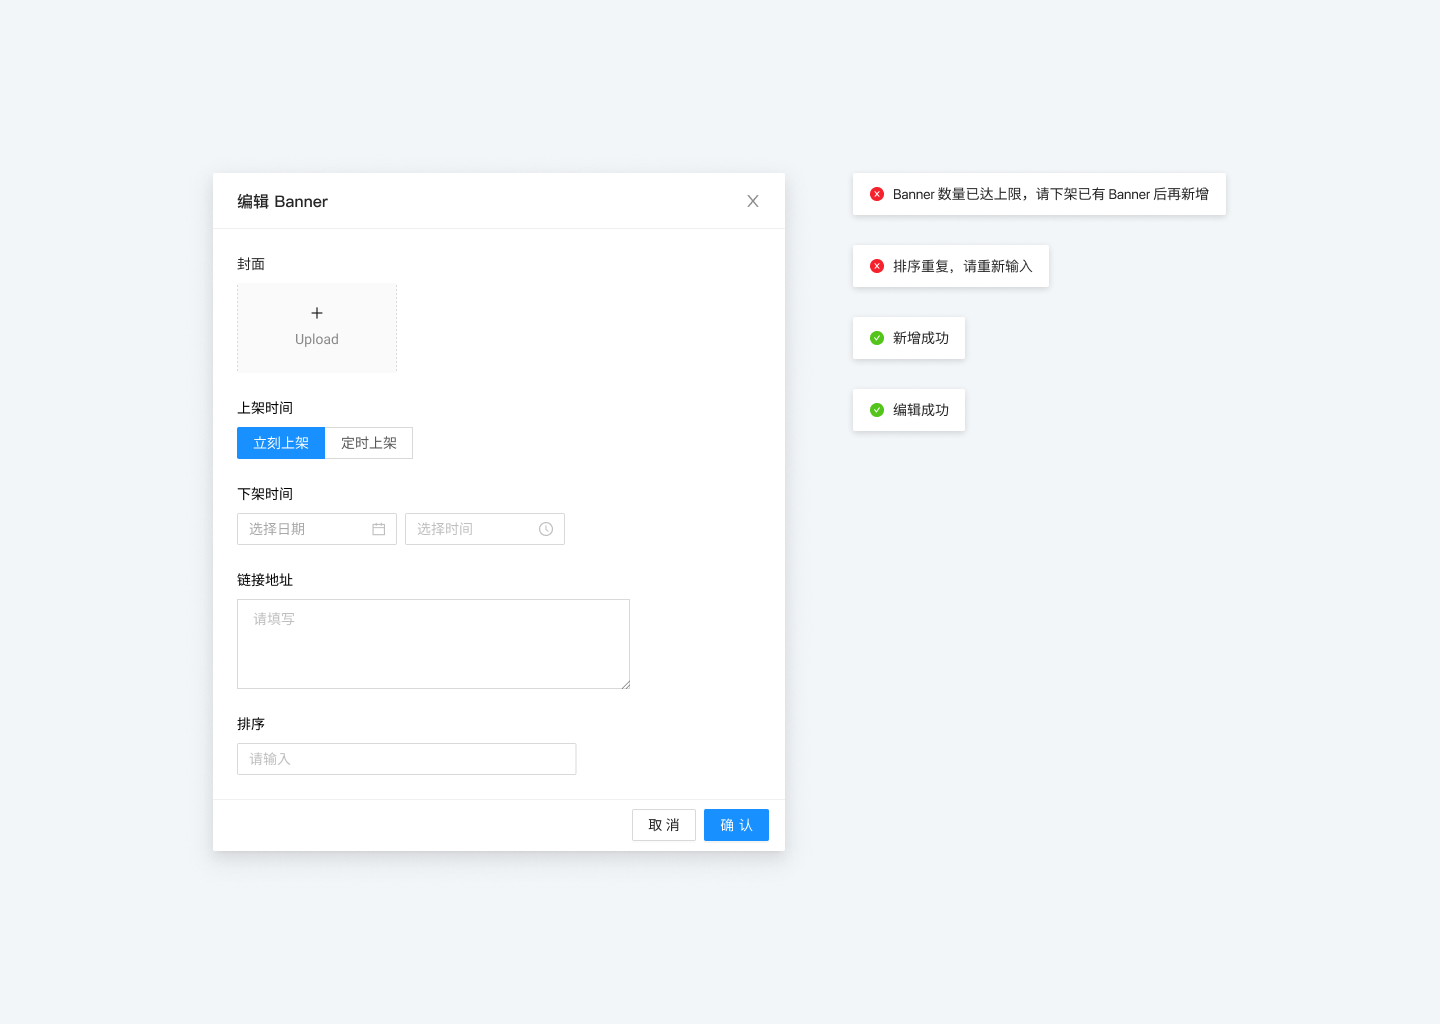 编辑 Banner
封面
Upload
上架时间
立刻上架 定时上架
下架时间
选择日期 选择时间
链接地址
请填写
排序
请输入
取 消 确 认
Banner 数量已达上限，请下架已有 Banner 后再新增
排序重复，请重新输入
新增成功
编辑成功